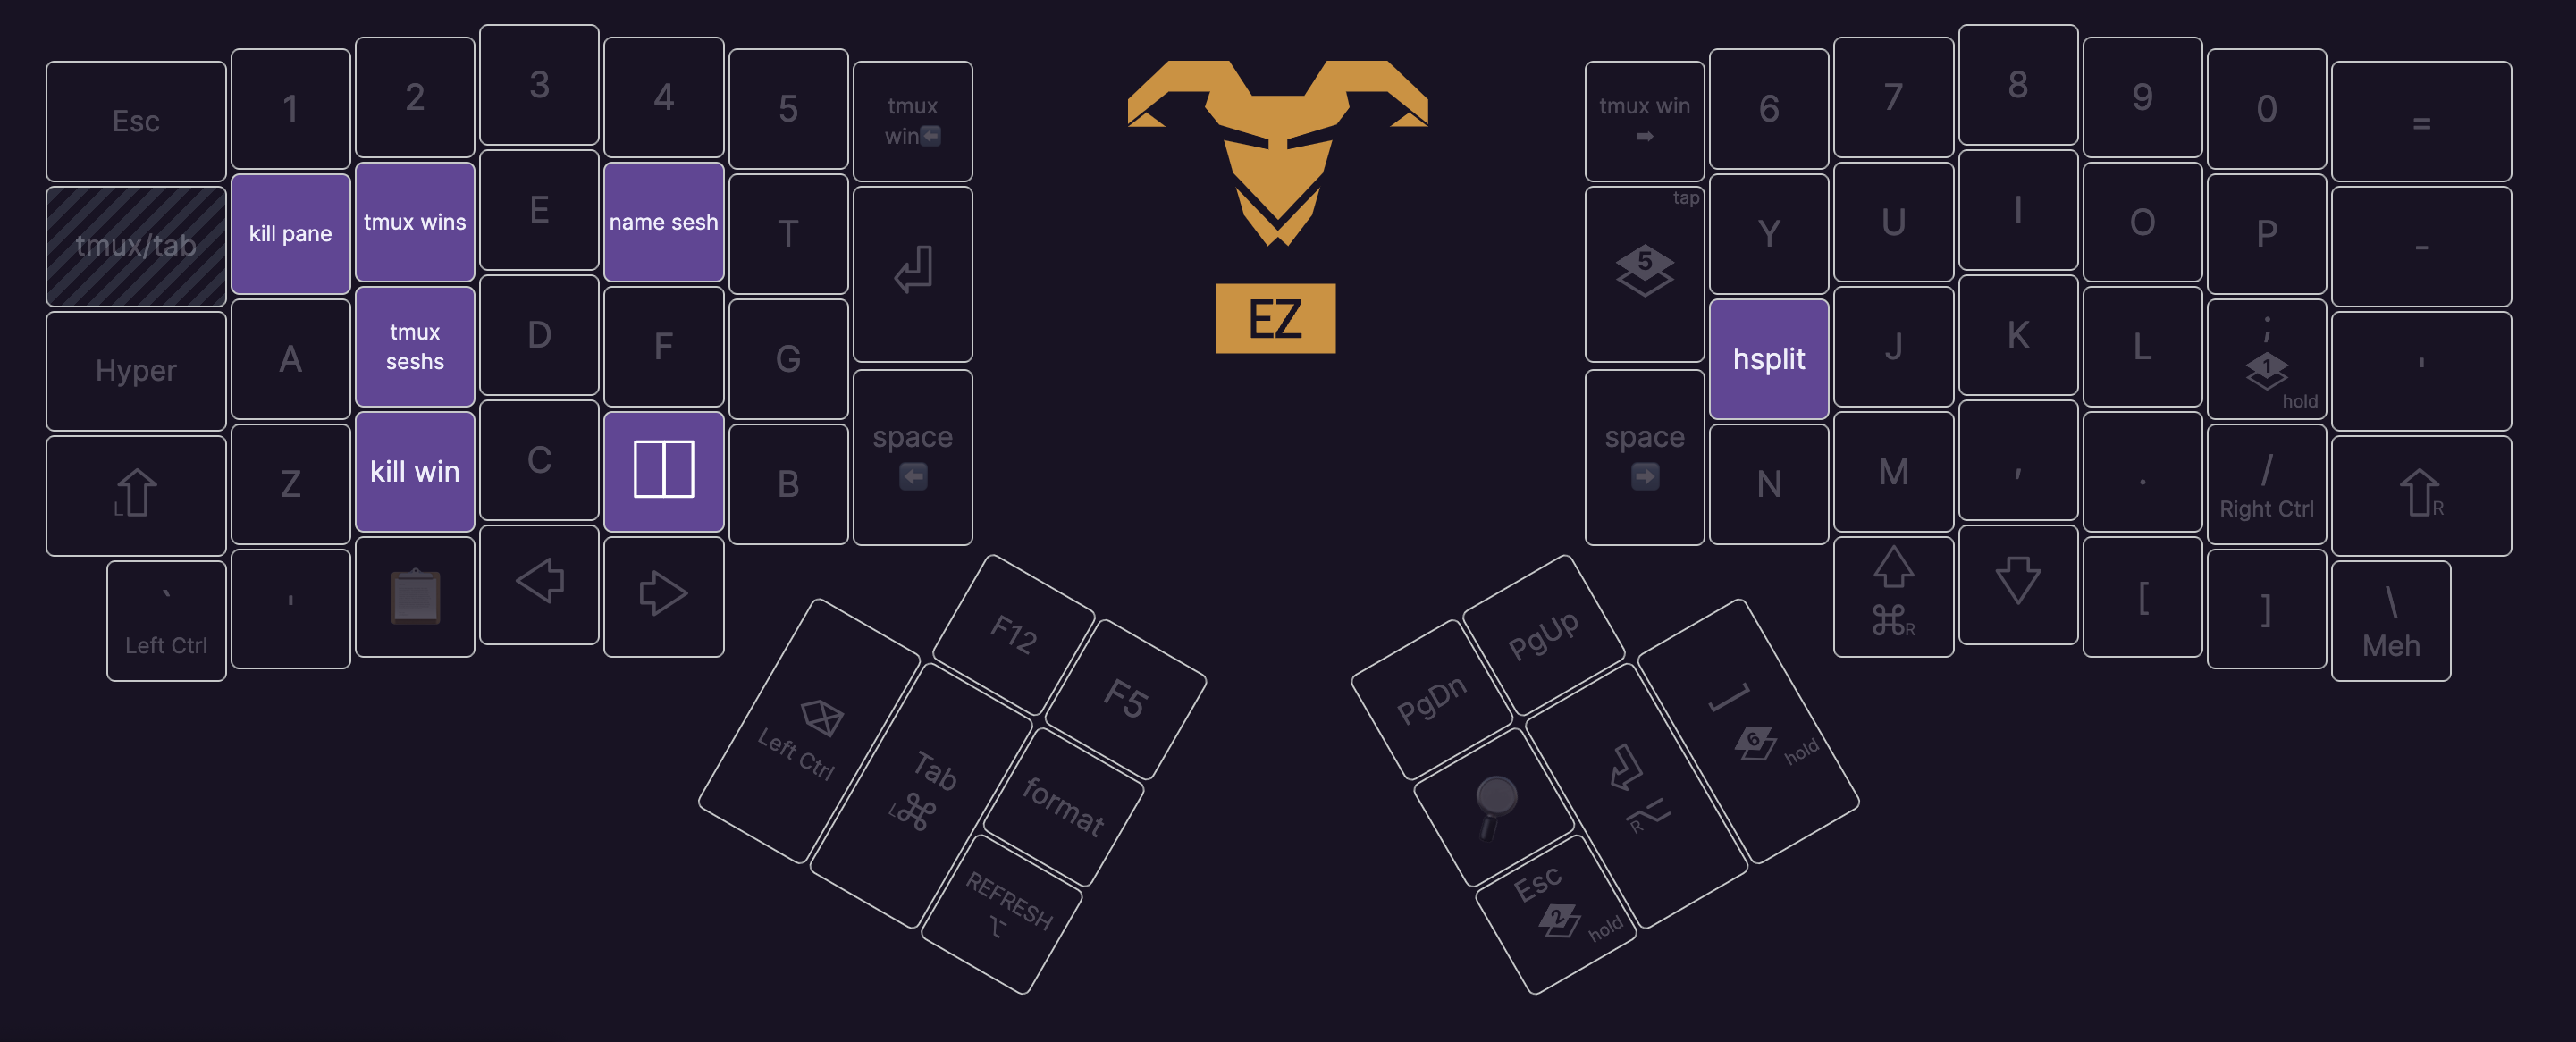 Esc
1
2
3
4
5
tmux
win⬅
tmux win
➡
6
7
8
9
0
=
tmux/tab
kill pane
tmux wins
E
name sesh
T
EZ
tap
5
Y
U
I
O
P
-
Hyper
A
tmux
seshs
D
F
G
hsplit
J
K
L
;
1
hold
'
L
Z
kill win
C
B
space
⬅
space
➡
N
M
,
.
/
Right Ctrl
R
`
Left Ctrl
'
⌘R
[
]
\
Meh
Left Ctrl
Tab
L⌘
F12
F5
format
REFRESH
⌥
PgDn
PgUp
Esc
2
hold
R⌥
6
hold